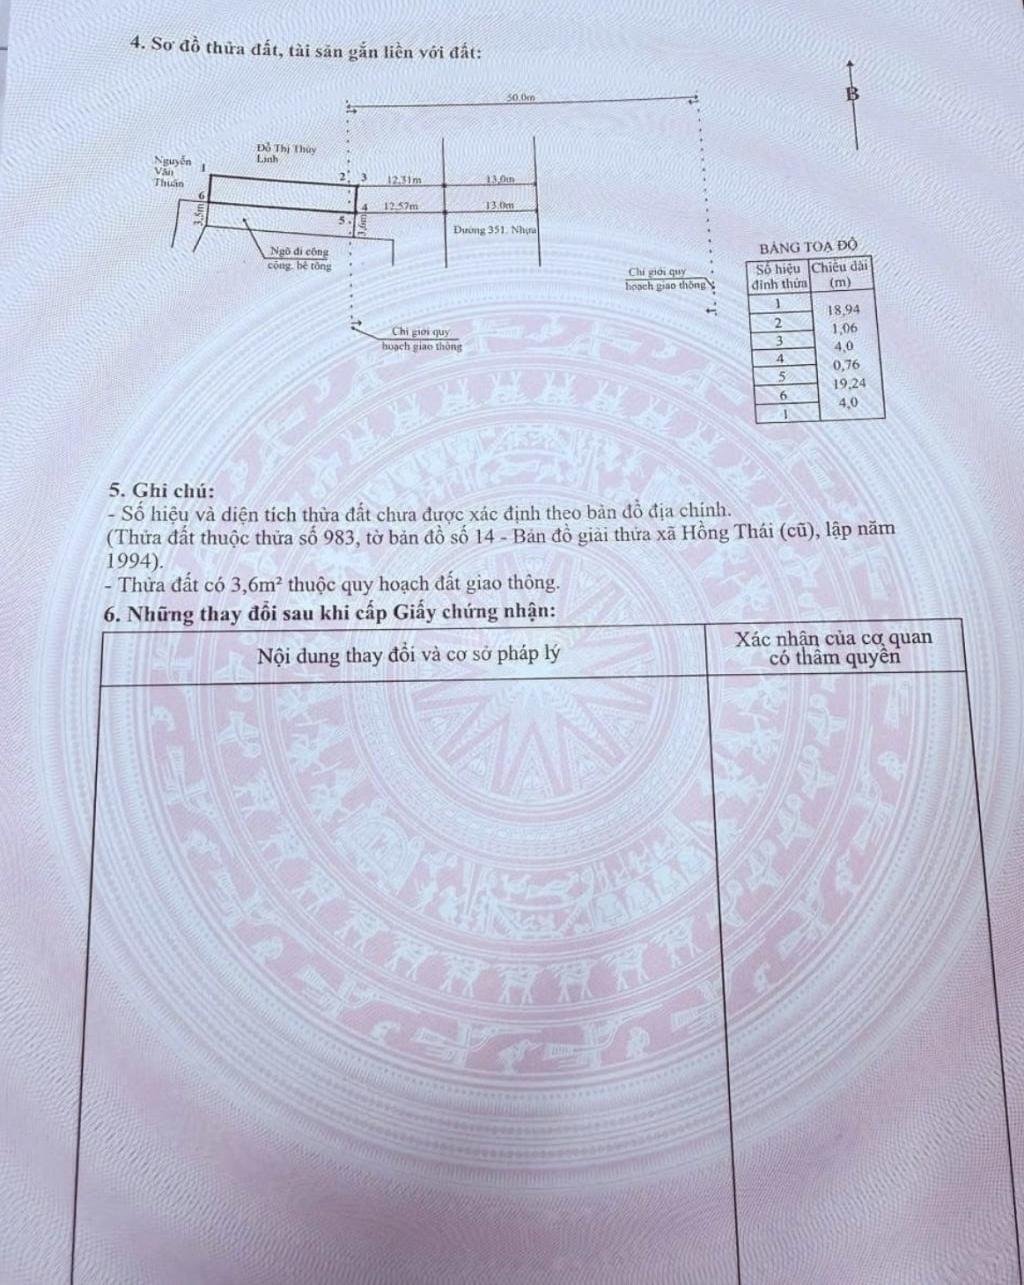 4. Sơ đồ thửa đất, tài sản gắn liền với đất:
B
50.0m
Đỗ Thị Thùy
Linh
Nguyễn
Văn
Thuấn
1
2
3
12.31m
13.0m
6
3,5m
5
4
12.57m
13.0m
3,6m
Đường 351. Nhựa
Ngõ đi công
cộng. bê tông
Chỉ giới quy
hoạch giao thông
Chỉ giới quy
hoạch giao thông
BẢNG TOẠ ĐỘ
Số hiệu đỉnh thửa | Chiều dài (m)
1
18,94
2
1,06
3
4,0
4
0,76
5
19,24
6
4,0
1
5. Ghi chú:
- Số hiệu và diện tích thửa đất chưa được xác định theo bản đồ địa chính.
(Thửa đất thuộc thửa số 983, tờ bản đồ số 14 - Bản đồ giải thửa xã Hồng Thái (cũ), lập năm
1994).
- Thửa đất có 3,6m² thuộc quy hoạch đất giao thông.
6. Những thay đổi sau khi cấp Giấy chứng nhận:
Nội dung thay đổi và cơ sở pháp lý
Xác nhận của cơ quan
có thẩm quyền